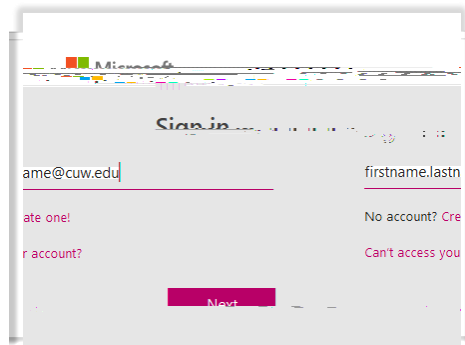 Microsoft
Sign in
ame@cuw.edu firstname.lastn
ate one! No account? Cre
r account? Can't access you
Next